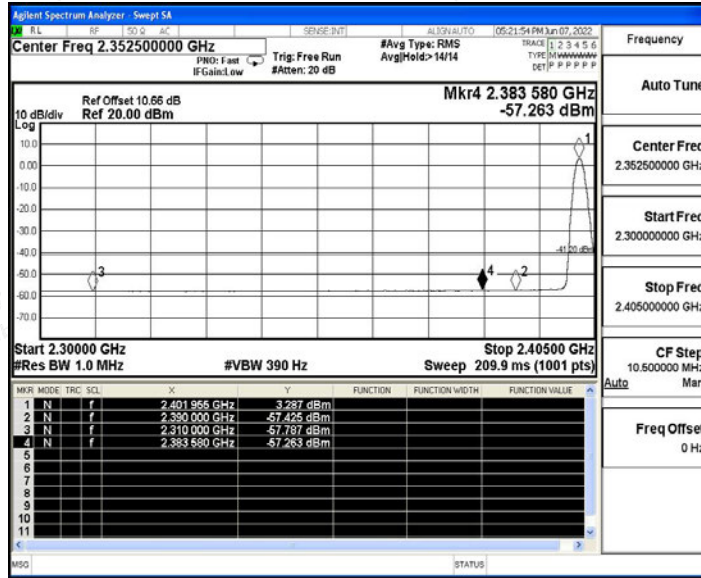 Agilent Spectrum Analyzer - Swept SA
RL RF 50 Ω AC SENSE:INT ALIGN AUTO 05:21:54 PM Jun 07, 2022
Center Freq 2.352500000 GHz
PNO: Fast
IFGain:Low
Trig: Free Run
#Atten: 20 dB
#Avg Type: RMS
Avg|Hold:> 14/14
TRACE 1 2 3 4 5 6
TYPE M WWWWW
DET P P P P P P
Ref Offset 10.66 dB
10 dB/div Ref 20.00 dBm
Log
Mkr4 2.383 580 GHz
-57.263 dBm
10.0
0.00
-10.0
-20.0
-30.0
-40.0
-50.0
-60.0
-70.0
1
-41.20 dBm
3
4
2
Start 2.30000 GHz Stop 2.40500 GHz
#Res BW 1.0 MHz #VBW 390 Hz Sweep 209.9 ms (1001 pts)
MKR MODE TRC SCL X Y FUNCTION FUNCTION WIDTH FUNCTION VALUE
1 N f 2.401 955 GHz 3.287 dBm
2 N f 2.390 000 GHz -57.425 dBm
3 N f 2.310 000 GHz -57.787 dBm
4 N f 2.383 580 GHz -57.263 dBm
5
6
7
8
9
10
11
MSG STATUS
Frequency
Auto Tune
Center Freq
2.352500000 GHz
Start Freq
2.300000000 GHz
Stop Freq
2.405000000 GHz
CF Step
10.500000 MHz
Auto Man
Freq Offset
0 Hz